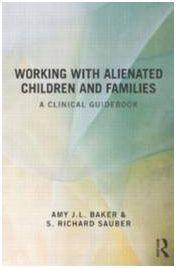 WORKING WITH ALIENATED
CHILDREN AND FAMILIES
A CLINICAL GUIDEBOOK
AMY J.L. BAKER &
S. RICHARD SAUBER
R